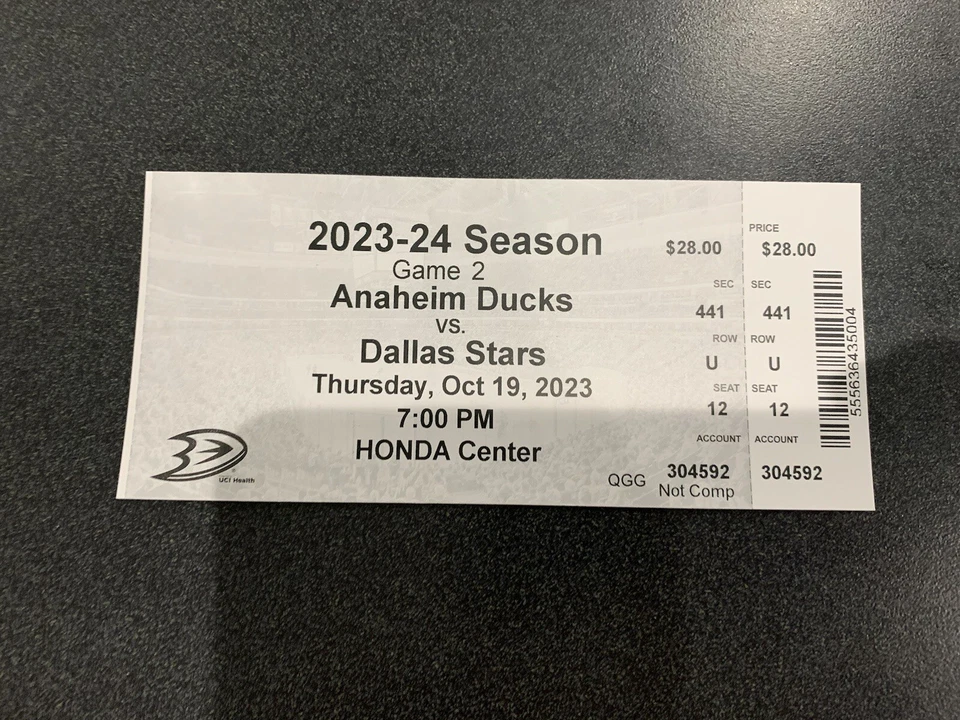 2023-24 Season
Game 2
Anaheim Ducks
vs.
Dallas Stars
Thursday, Oct 19, 2023
7:00 PM
HONDA Center
UCI Health
$28.00
SEC
441
ROW
U
SEAT
12
ACCOUNT
QGG 304592
Not Comp
PRICE
$28.00
SEC
441
ROW
U
SEAT
12
ACCOUNT
304592
555636435004